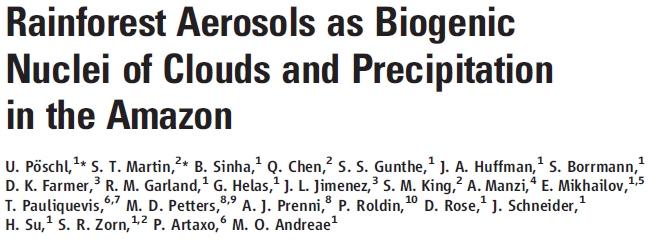 Rainforest Aerosols as Biogenic
Nuclei of Clouds and Precipitation
in the Amazon
U. Pöschl,¹* S. T. Martin,²* B. Sinha,¹ Q. Chen,² S. S. Gunthe,¹ J. A. Huffman,¹ S. Borrmann,¹
D. K. Farmer,³ R. M. Garland,¹ G. Helas,¹ J. L. Jimenez,³ S. M. King,² A. Manzi,⁴ E. Mikhailov,¹,⁵
T. Pauliquevis,⁶,⁷ M. D. Petters,⁸,⁹ A. J. Prenni,⁸ P. Roldin,¹⁰ D. Rose,¹ J. Schneider,¹
H. Su,¹ S. R. Zorn,¹,² P. Artaxo,⁶ M. O. Andreae¹